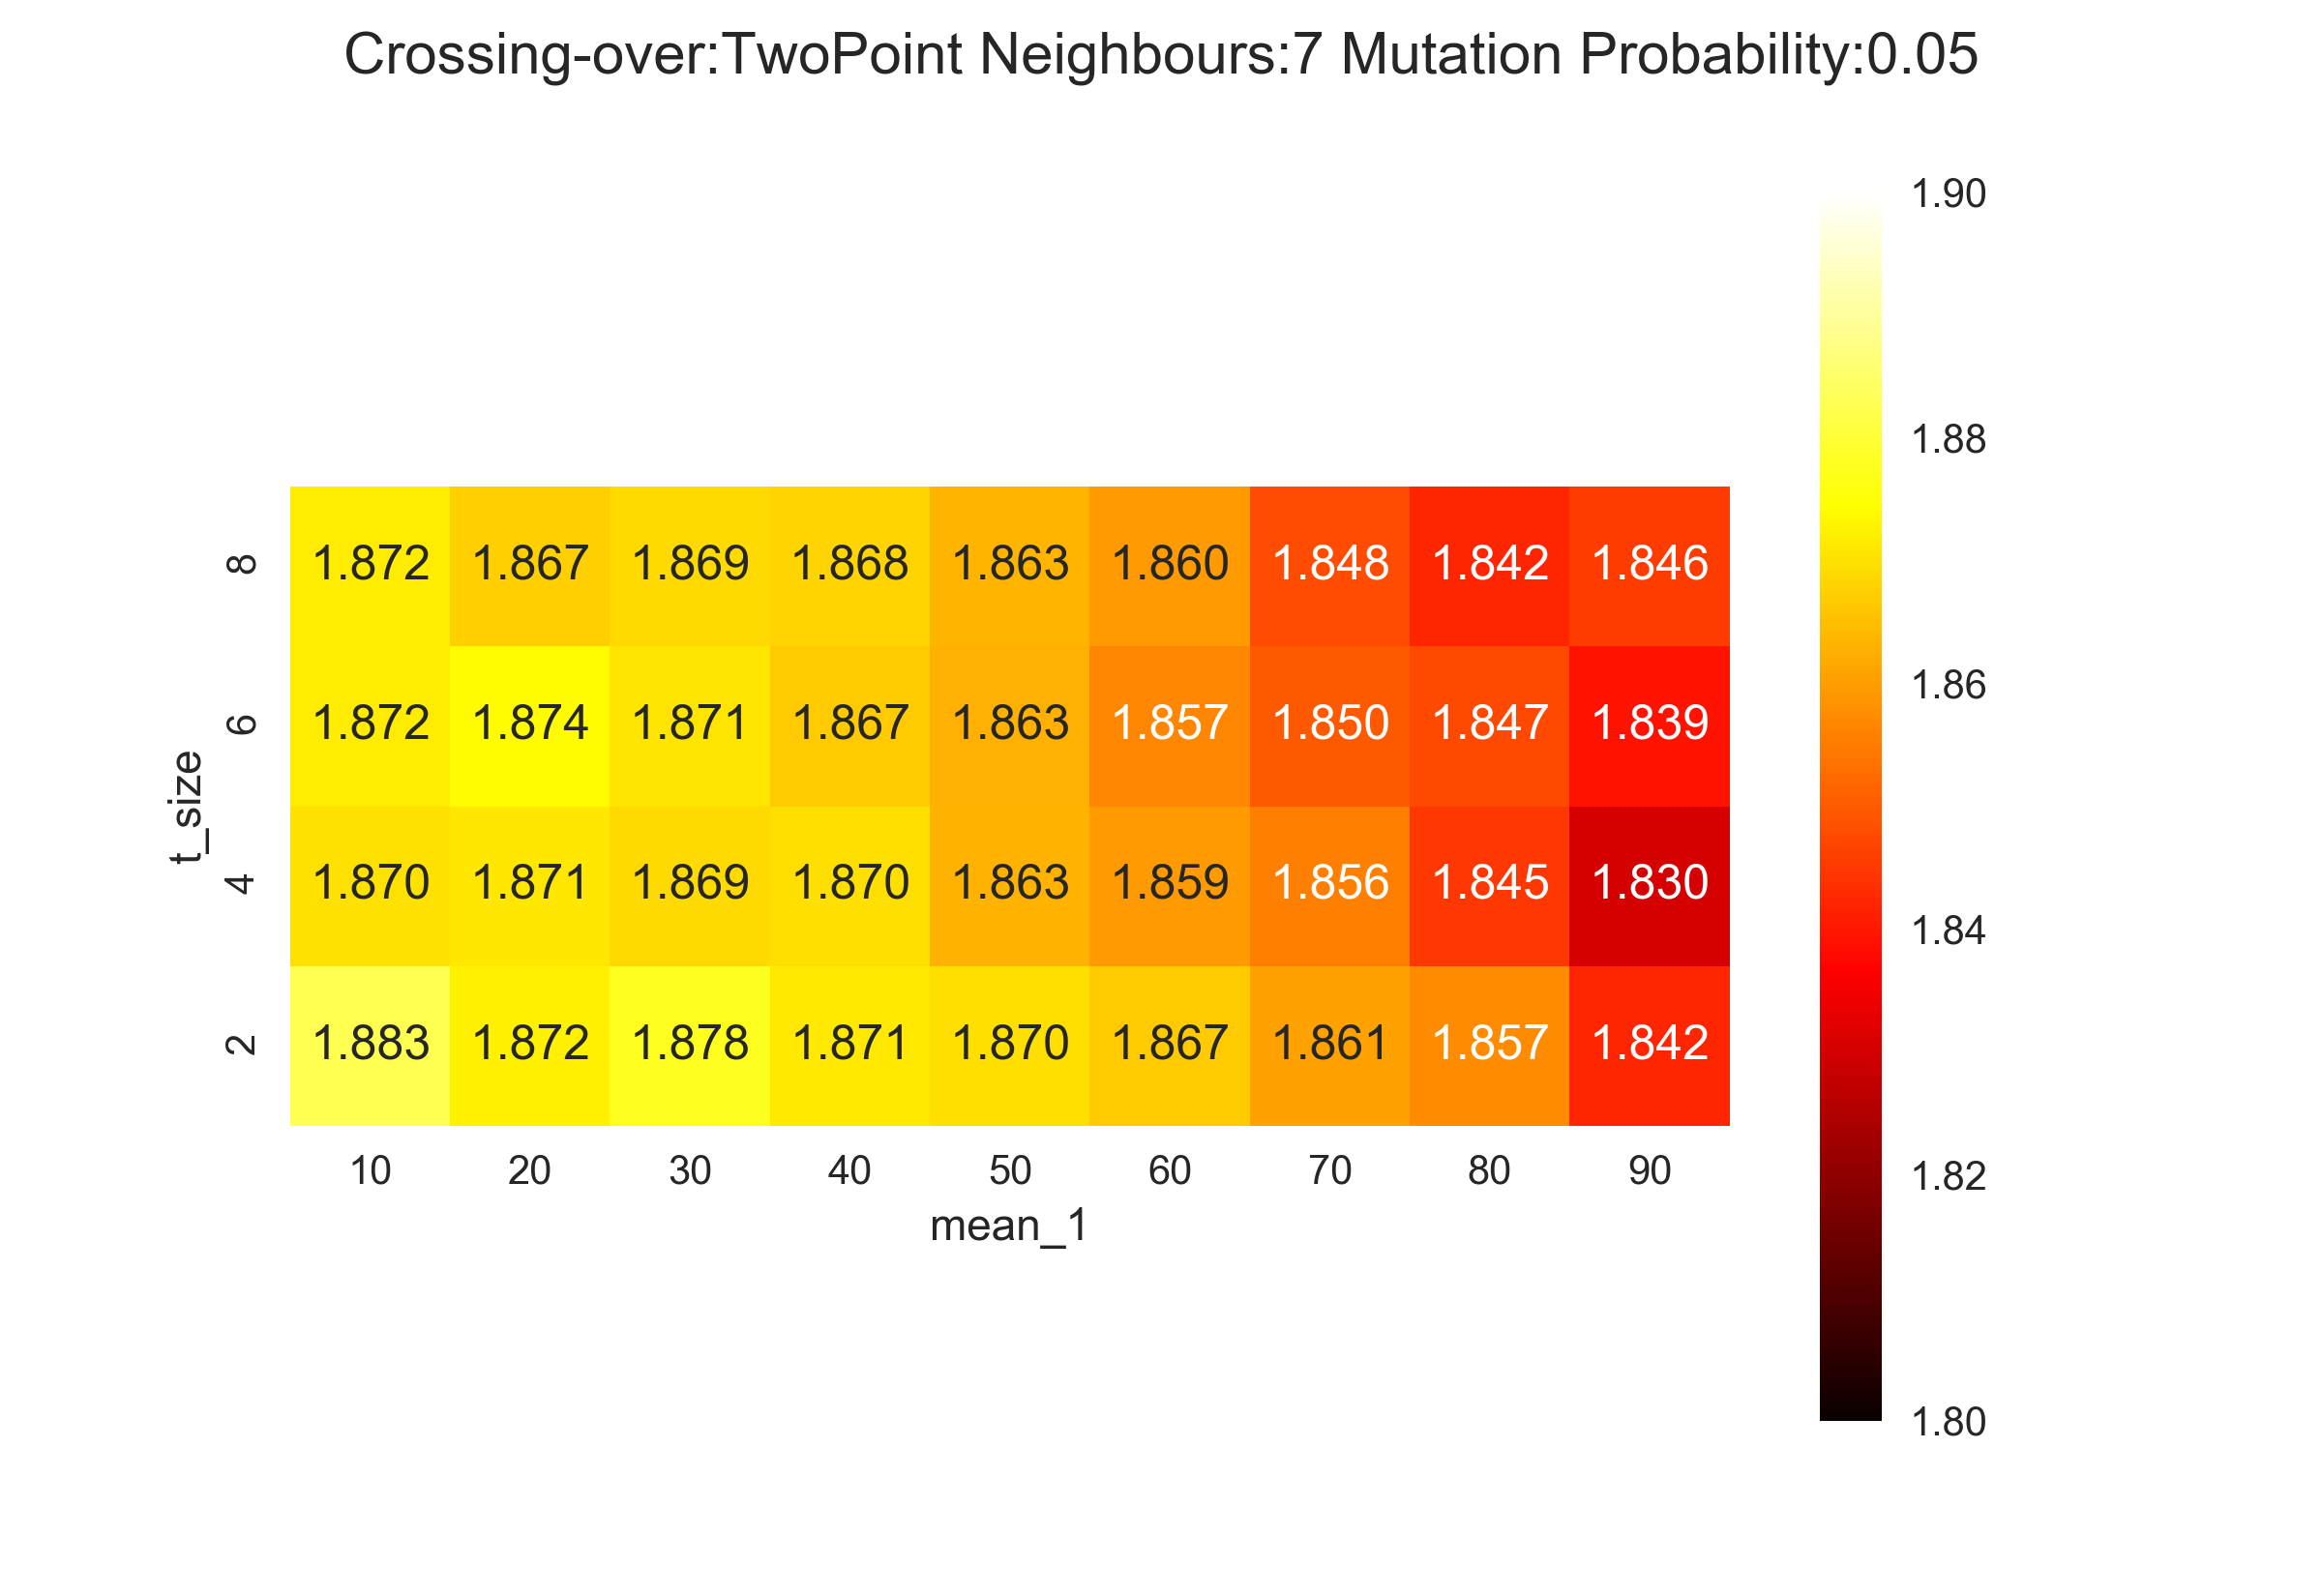 Crossing-over:TwoPoint Neighbours:7 Mutation Probability:0.05
t_size
8 1.872 1.867 1.869 1.868 1.863 1.860 1.848 1.842 1.846
6 1.872 1.874 1.871 1.867 1.863 1.857 1.850 1.847 1.839
4 1.870 1.871 1.869 1.870 1.863 1.859 1.856 1.845 1.830
2 1.883 1.872 1.878 1.871 1.870 1.867 1.861 1.857 1.842
10 20 30 40 50 60 70 80 90
mean_1
1.90
1.88
1.86
1.84
1.82
1.80